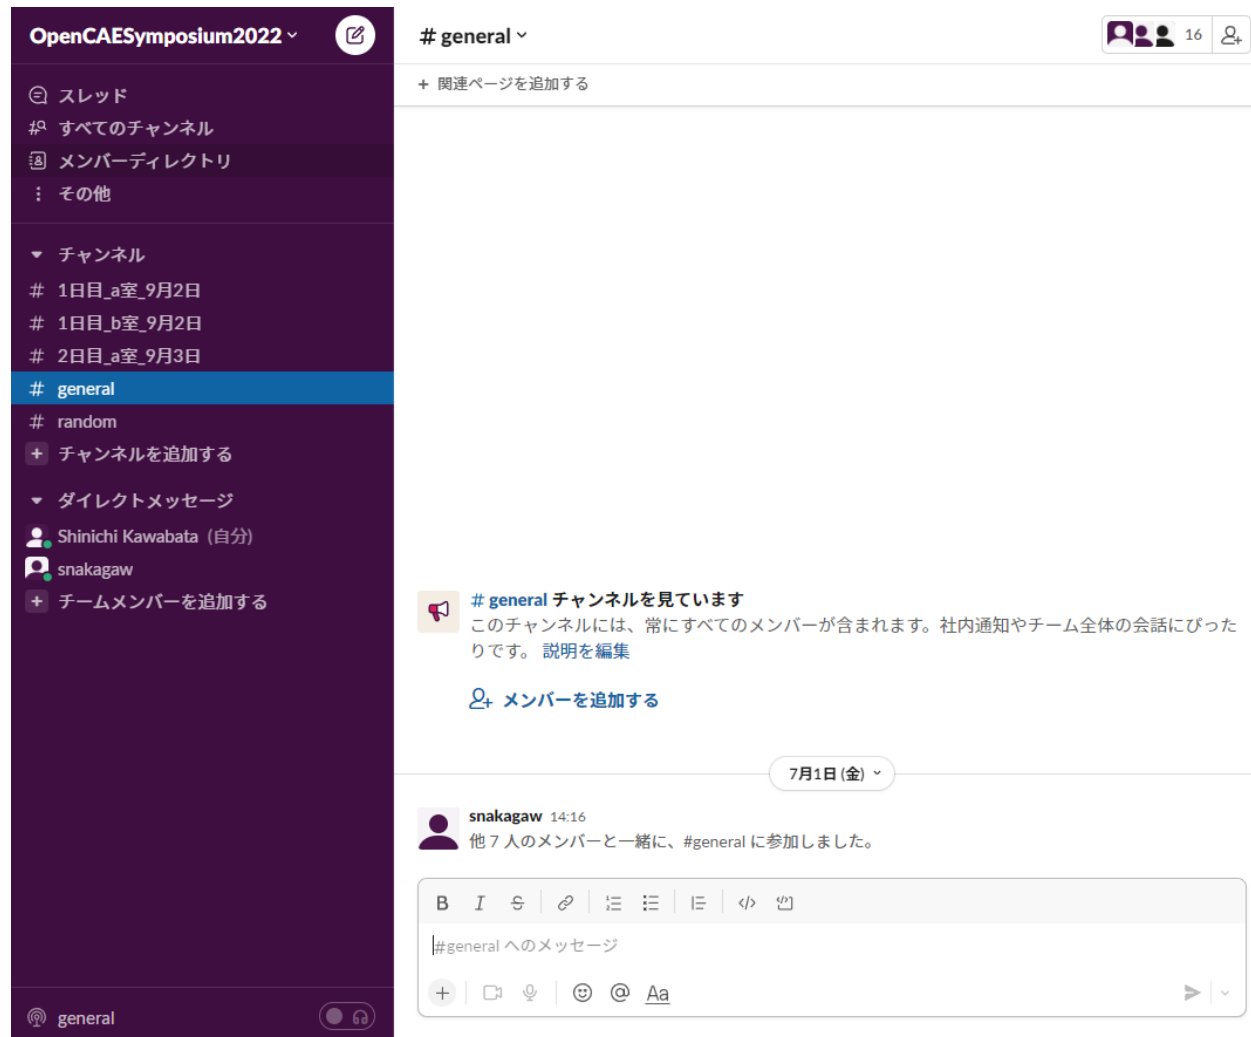 OpenCAESymposium2022
スレッド
すべてのチャンネル
メンバーディレクトリ
その他
チャンネル
# 1日目_a室_9月2日
# 1日目_b室_9月2日
# 2日目_a室_9月3日
# general
# random
+ チャンネルを追加する
ダイレクトメッセージ
Shinichi Kawabata (自分)
snakagaw
+ チームメンバーを追加する
general
# general
16
+ 関連ページを追加する
# general チャンネルを見ています
このチャンネルには、常にすべてのメンバーが含まれます。社内通知やチーム全体の会話にぴった
りです。 説明を編集
メンバーを追加する
7月1日 (金)
snakagaw 14:16
他 7 人のメンバーと一緒に、#general に参加しました。
B I S
#general へのメッセージ
+ @ Aa